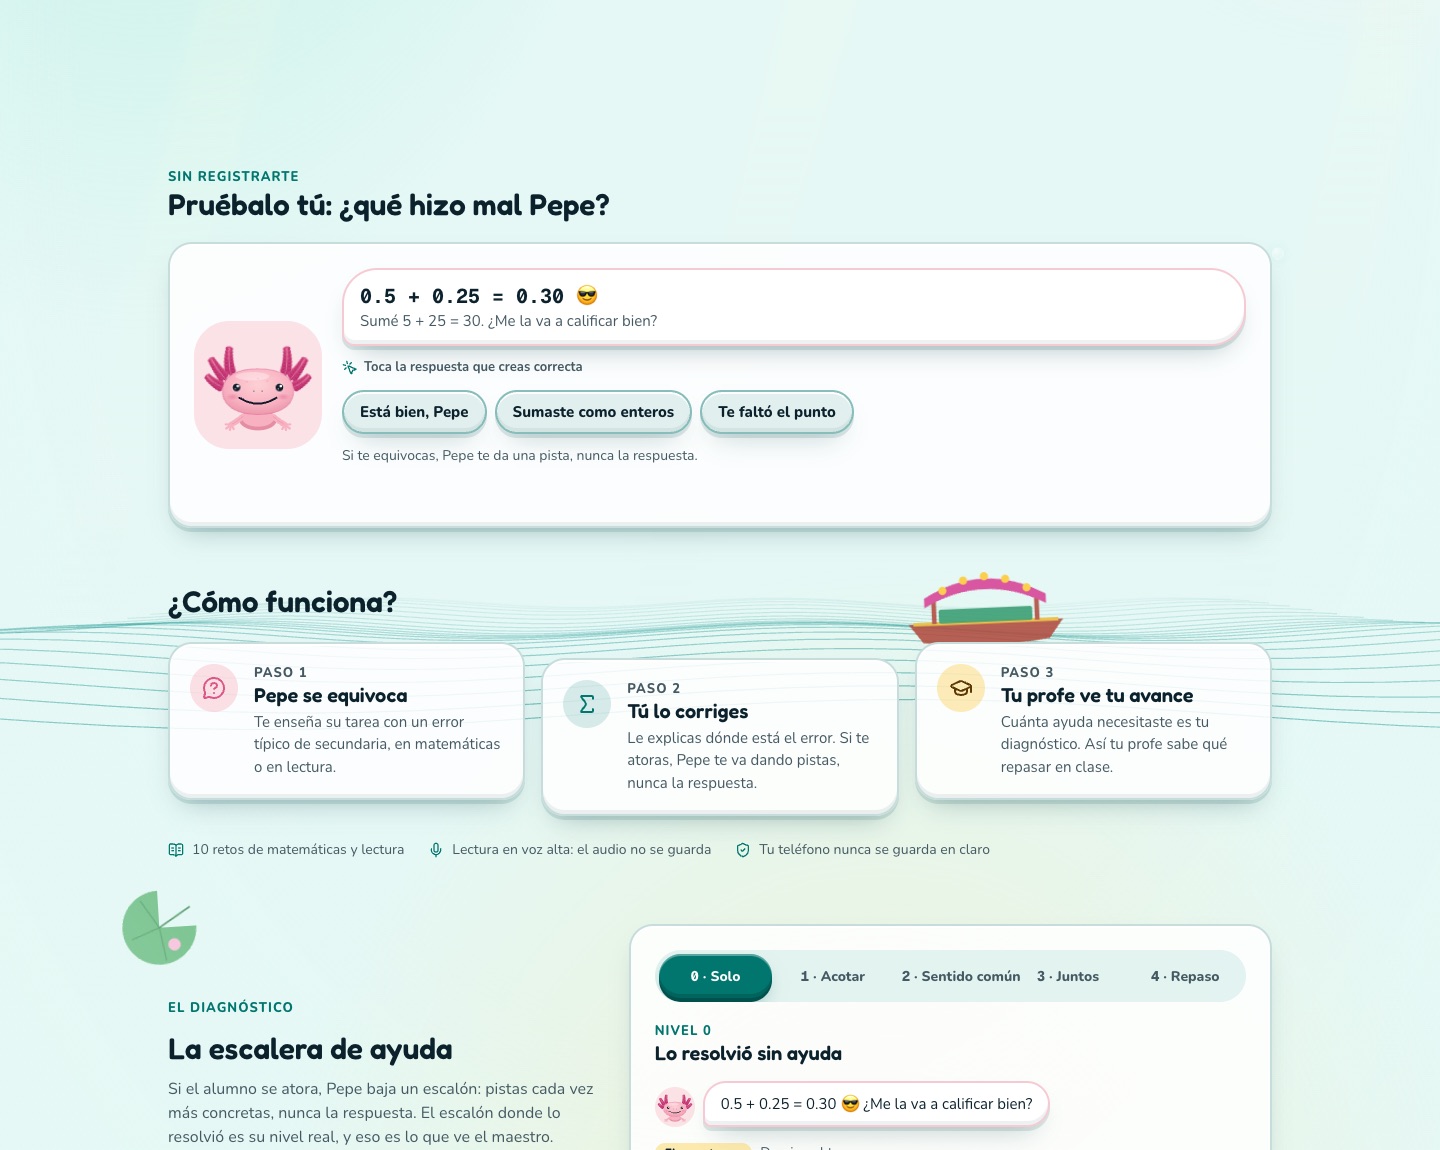 SIN REGISTRARTE
Pruébalo tú: ¿qué hizo mal Pepe?
0.5 + 0.25 = 0.30 😎
Sumé 5 + 25 = 30. ¿Me la va a calificar bien?
Toca la respuesta que creas correcta
Está bien, Pepe
Sumaste como enteros
Te faltó el punto
Si te equivocas, Pepe te da una pista, nunca la respuesta.
¿Cómo funciona?
PASO 1
Pepe se equivoca
Te enseña su tarea con un error
típico de secundaria, en matemáticas
o en lectura.
PASO 2
Tú lo corriges
Le explicas dónde está el error. Si te
atoras, Pepe te va dando pistas,
nunca la respuesta.
PASO 3
Tu profe ve tu avance
Cuánta ayuda necesitaste es tu
diagnóstico. Así tu profe sabe qué
repasar en clase.
10 retos de matemáticas y lectura
Lectura en voz alta: el audio no se guarda
Tu teléfono nunca se guarda en claro
EL DIAGNÓSTICO
La escalera de ayuda
Si el alumno se atora, Pepe baja un escalón: pistas cada vez
más concretas, nunca la respuesta. El escalón donde lo
resolvió es su nivel real, y eso es lo que ve el maestro.
0 · Solo
1 · Acotar
2 · Sentido común
3 · Juntos
4 · Repaso
NIVEL 0
Lo resolvió sin ayuda
0.5 + 0.25 = 0.30 😎 ¿Me la va a calificar bien?